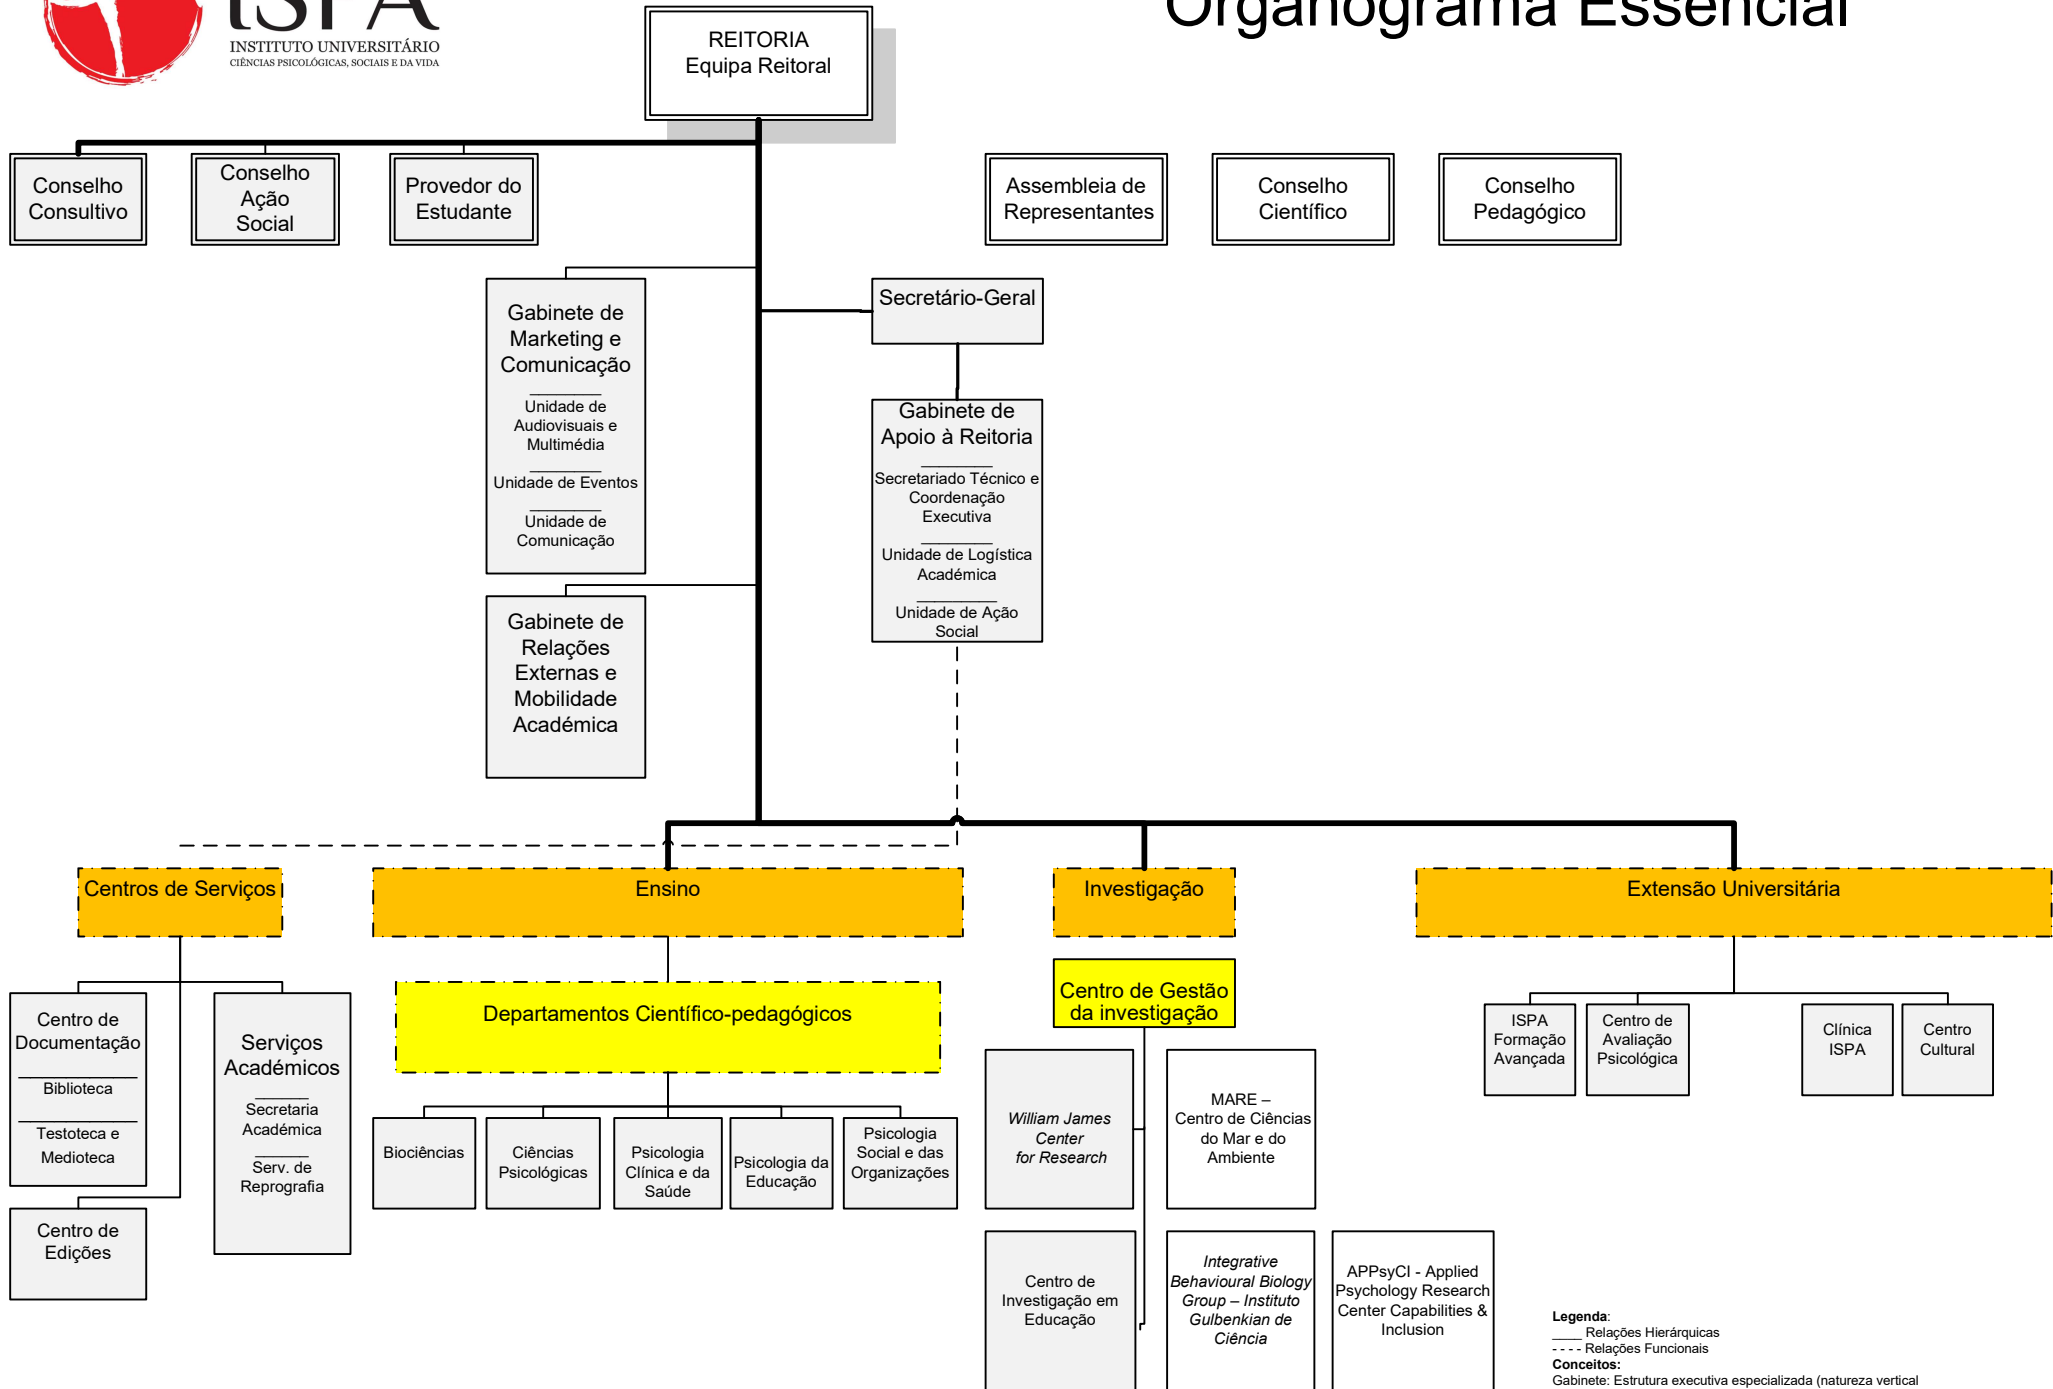 ISPA
INSTITUTO UNIVERSITÁRIO
CIÊNCIAS PSICOLÓGICAS, SOCIAIS E DA VIDA
Organograma Essencial
REITORIA
Equipa Reitoral
Conselho
Consultivo
Conselho
Ação
Social
Provedor do
Estudante
Assembleia de
Representantes
Conselho
Científico
Conselho
Pedagógico
Gabinete de
Marketing e
Comunicação
Unidade de
Audiovisuais e
Multimédia
Unidade de Eventos
Unidade de
Comunicação
Secretário-Geral
Gabinete de
Apoio à Reitoria
Secretariado Técnico e
Coordenação
Executiva
Unidade de Logística
Académica
Unidade de Ação
Social
Gabinete de
Relações
Externas e
Mobilidade
Académica
Centros de Serviços
Ensino
Investigação
Extensão Universitária
Centro de
Documentação
Biblioteca
Testoteca e
Medioteca
Serviços
Académicos
Secretaria
Académica
Serv. de
Reprografia
Centro de
Edições
Departamentos Científico-pedagógicos
Biociências
Ciências
Psicológicas
Psicologia
Clínica e da
Saúde
Psicologia da
Educação
Psicologia
Social e das
Organizações
Centro de Gestão
da investigação
William James
Center
for Research
MARE –
Centro de Ciências
do Mar e do
Ambiente
Centro de
Investigação em
Educação
Integrative
Behavioural Biology
Group – Instituto
Gulbenkian de
Ciência
APPsyCI - Applied
Psychology Research
Center Capabilities &
Inclusion
ISPA
Formação
Avançada
Centro de
Avaliação
Psicológica
Clínica
ISPA
Centro
Cultural
Legenda:
____ Relações Hierárquicas
- - - - Relações Funcionais
Conceitos:
Gabinete: Estrutura executiva especializada (natureza vertical